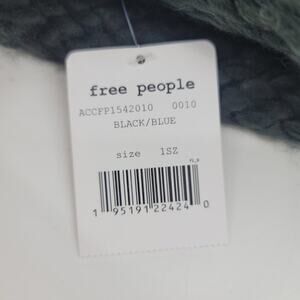 free people
ACCFP1542010 0010
BLACK/BLUE
size 1SZ
1 95191 22424 0